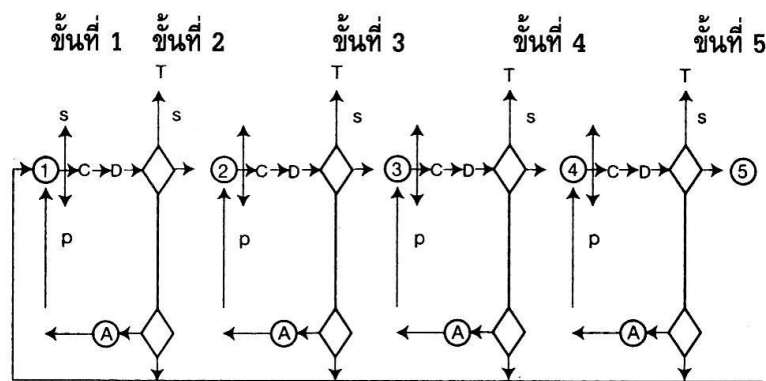 ขั้นที่ 1 ขั้นที่ 2 ขั้นที่ 3 ขั้นที่ 4 ขั้นที่ 5
T T T T
s s s s s
1 C D 2 C D 3 C D 4 C D 5
p p p p
A A A A